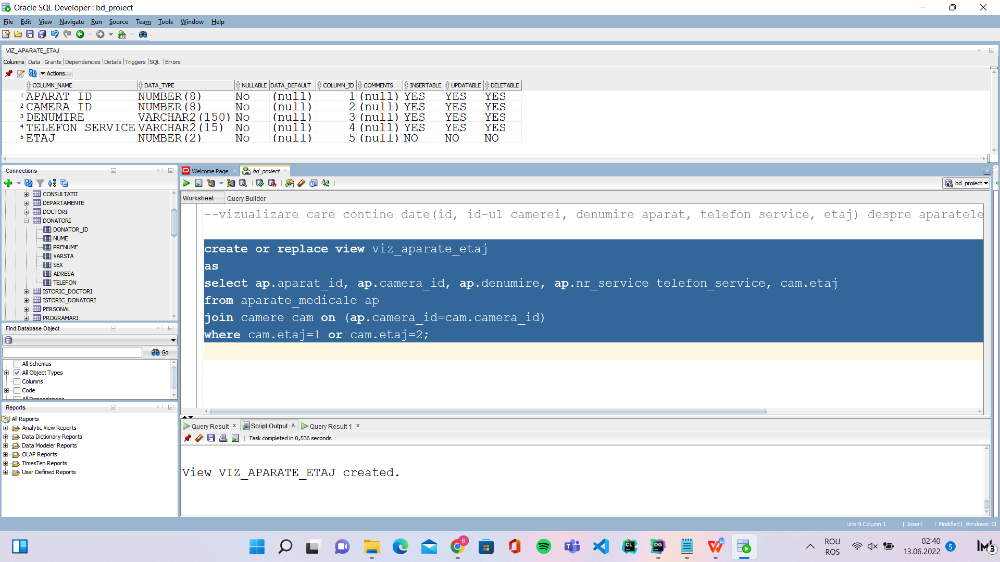 Oracle SQL Developer : bd_proiect
File Edit View Navigate Run Source Team Tools Window Help
VIZ_APARATE_ETAJ
Columns Data Grants Dependencies Details Triggers SQL Errors
Actions...
COLUMN_NAME DATA_TYPE NULLABLE DATA_DEFAULT COLUMN_ID COMMENTS INSERTABLE UPDATABLE DELETABLE
1 APARAT_ID NUMBER(8) No (null) 1 (null) YES YES YES
2 CAMERA_ID NUMBER(8) No (null) 2 (null) YES YES YES
3 DENUMIRE VARCHAR2(150) No (null) 3 (null) YES YES YES
4 TELEFON_SERVICE VARCHAR2(15) No (null) 4 (null) YES YES YES
5 ETAJ NUMBER(2) No (null) 5 (null) NO NO NO
Connections
CONSULTATII
DEPARTAMENTE
DOCTORI
DONATORI
DONATOR_ID
NUME
PRENUME
VARSTA
SEX
ADRESA
TELEFON
ISTORIC_DOCTORI
ISTORIC_DONATORI
PERSONAL
PROGRAMARI
Find Database Object
Go
All Schemas
All Object Types
Columns
Code
All Dependencies
Reports
All Reports
Analytic View Reports
Data Dictionary Reports
Data Modeler Reports
OLAP Reports
TimesTen Reports
User Defined Reports
Welcome Page bd_proiect
SQL
bd_proiect
Worksheet Query Builder
--vizualizare care contine date(id, id-ul camerei, denumire aparat, telefon service, etaj) despre aparatele
create or replace view viz_aparate_etaj
as
select ap.aparat_id, ap.camera_id, ap.denumire, ap.nr_service telefon_service, cam.etaj
from aparate_medicale ap
join camere cam on (ap.camera_id=cam.camera_id)
where cam.etaj=1 or cam.etaj=2;
Query Result x Script Output x Query Result 1 x
Task completed in 0,536 seconds
View VIZ_APARATE_ETAJ created.
Line 9 Column 1 Insert Modified Windows: CF
B
CL
DG
ROU
ROS
02:40
13.06.2022
5
3